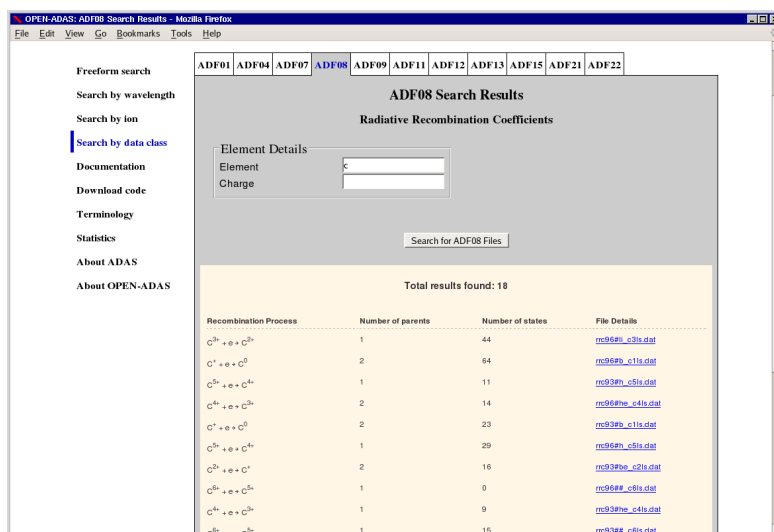 OPEN-ADAS: ADF08 Search Results - Mozilla Firefox
File Edit View Go Bookmarks Tools Help
ADF01 ADF04 ADF07 ADF08 ADF09 ADF11 ADF12 ADF13 ADF15 ADF21 ADF22
Freeform search
Search by wavelength
Search by ion
Search by data class
Documentation
Download code
Terminology
Statistics
About ADAS
About OPEN-ADAS
ADF08 Search Results
Radiative Recombination Coefficients
Element Details
Element c
Charge
Search for ADF08 Files
Total results found: 18
Recombination Process Number of parents Number of states File Details
C³⁺ + e → C²⁺ 1 44 rrc96#li_c3ls.dat
C⁺ + e → C⁰ 2 64 rrc96#b_c1ls.dat
C⁵⁺ + e → C⁴⁺ 1 11 rrc93#h_c5ls.dat
C⁴⁺ + e → C³⁺ 2 14 rrc96#he_c4ls.dat
C⁺ + e → C⁰ 2 23 rrc93#b_c1ls.dat
C⁵⁺ + e → C⁴⁺ 1 29 rrc96#h_c5ls.dat
C²⁺ + e → C⁺ 2 16 rrc93#be_c2ls.dat
C⁶⁺ + e → C⁵⁺ 1 0 rrc96##_c6ls.dat
C⁴⁺ + e → C³⁺ 1 9 rrc93#he_c4ls.dat
C⁶⁺ + e → C⁵⁺ 1 15 rrc93##_c6ls.dat